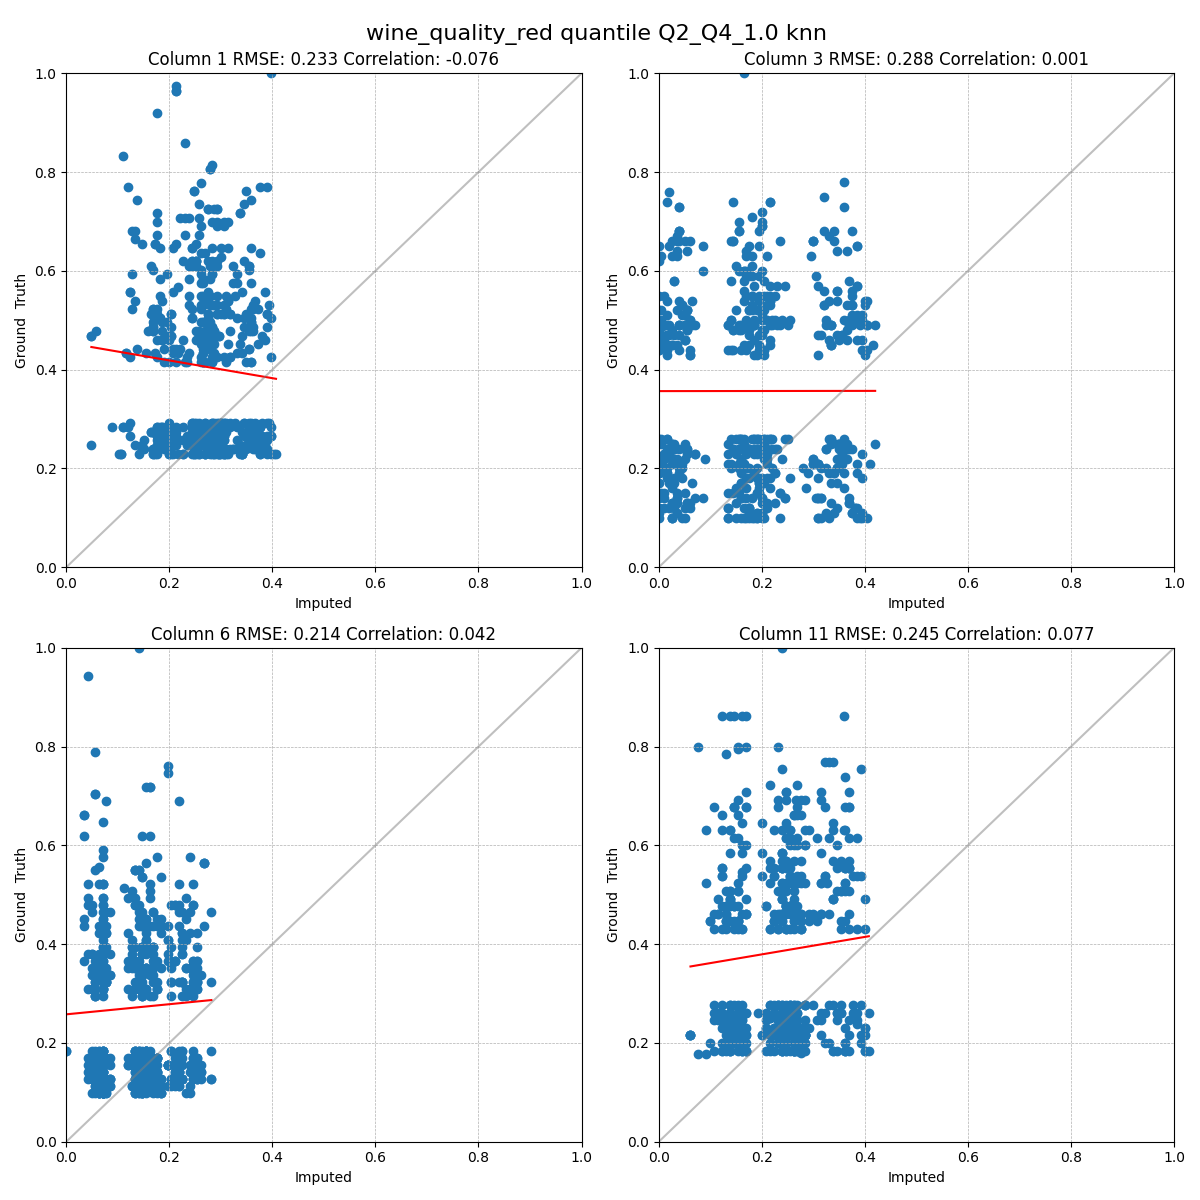 wine_quality_red quantile Q2_Q4_1.0 knn
Column 1 RMSE: 0.233 Correlation: -0.076
1.0
0.8
0.6
0.4
0.2
0.0
Ground Truth
0.0 0.2 0.4 0.6 0.8 1.0
Imputed
Column 3 RMSE: 0.288 Correlation: 0.001
1.0
0.8
0.6
0.4
0.2
0.0
Ground Truth
0.0 0.2 0.4 0.6 0.8 1.0
Imputed
Column 6 RMSE: 0.214 Correlation: 0.042
1.0
0.8
0.6
0.4
0.2
0.0
Ground Truth
0.0 0.2 0.4 0.6 0.8 1.0
Imputed
Column 11 RMSE: 0.245 Correlation: 0.077
1.0
0.8
0.6
0.4
0.2
0.0
Ground Truth
0.0 0.2 0.4 0.6 0.8 1.0
Imputed